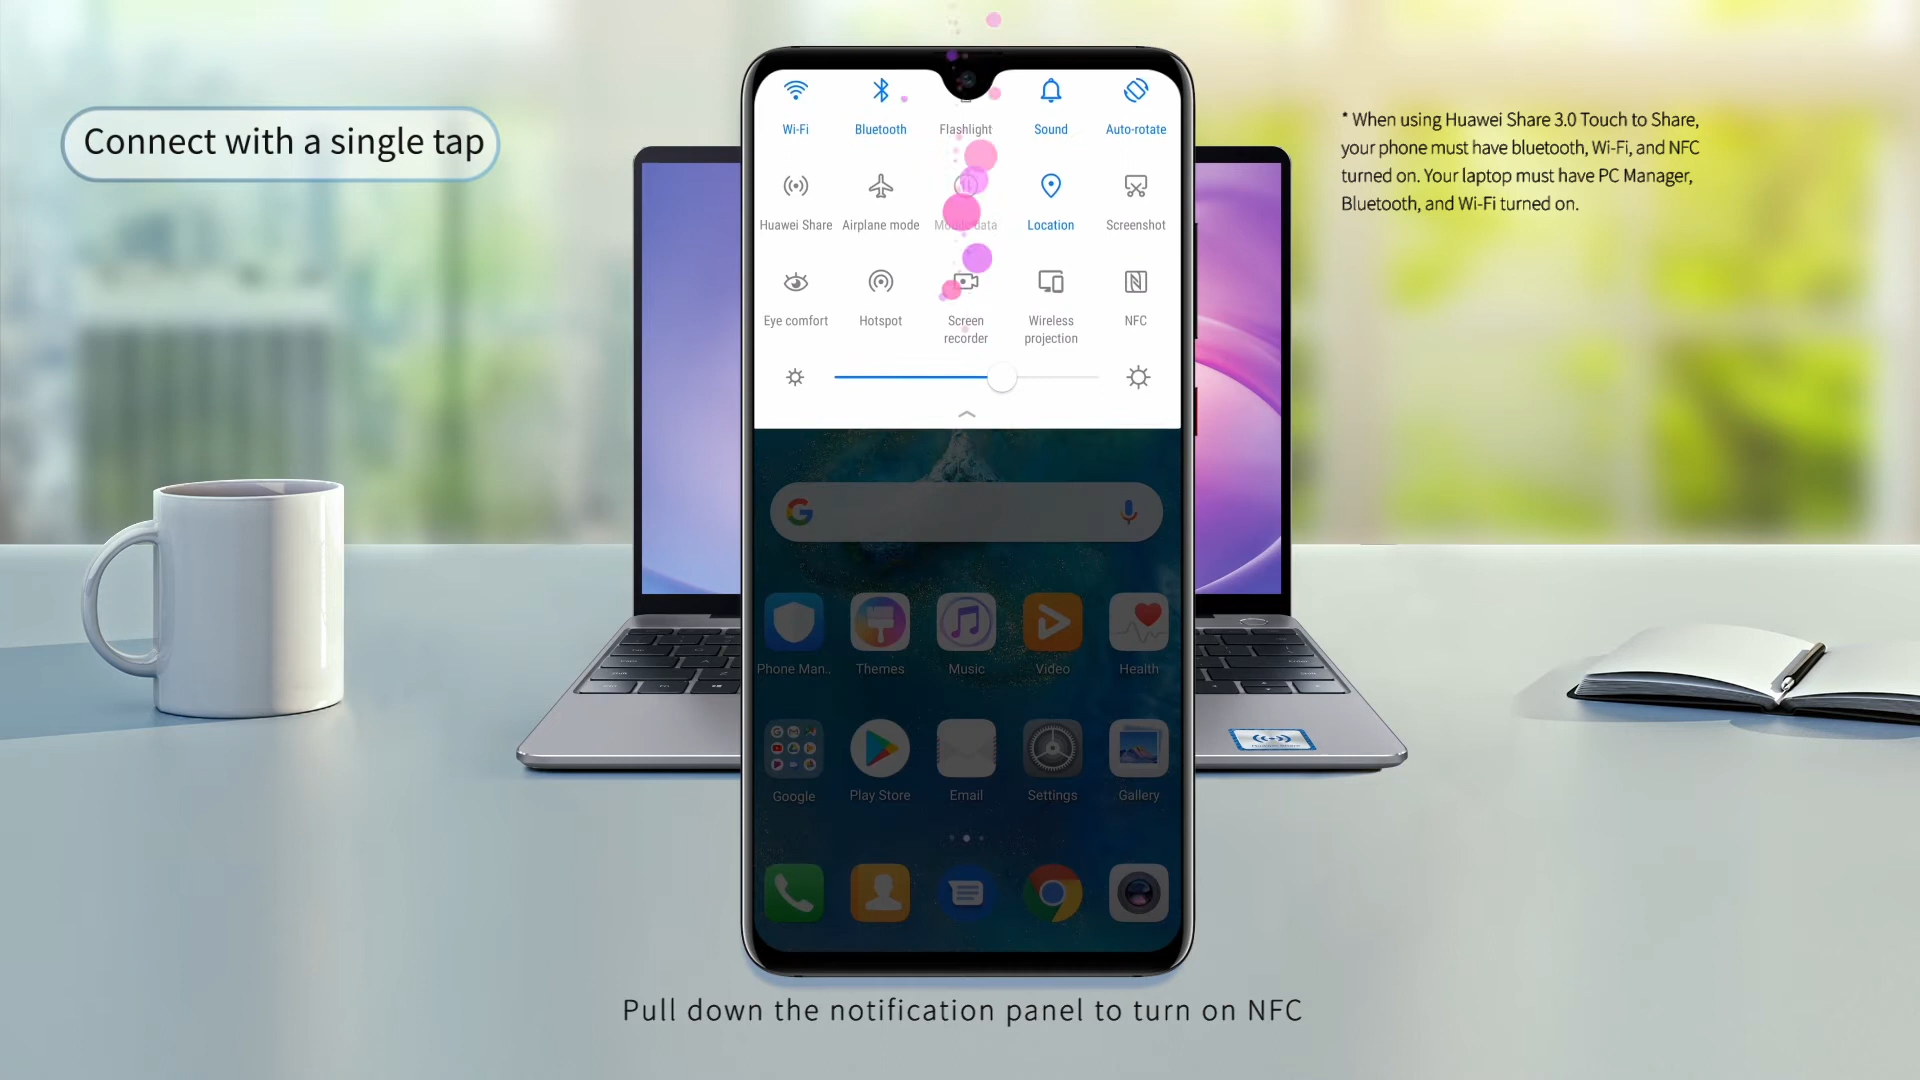 Connect with a single tap
* When using Huawei Share 3.0 Touch to Share,
your phone must have bluetooth, Wi-Fi, and NFC
turned on. Your laptop must have PC Manager,
Bluetooth, and Wi-Fi turned on.
Wi-Fi Bluetooth Flashlight Sound Auto-rotate
Huawei Share Airplane mode Mobile data Location Screenshot
Eye comfort Hotspot Screen recorder Wireless projection NFC
Phone Man.. Themes Music Video Health
Google Play Store Email Settings Gallery
Huawei Share
Pull down the notification panel to turn on NFC